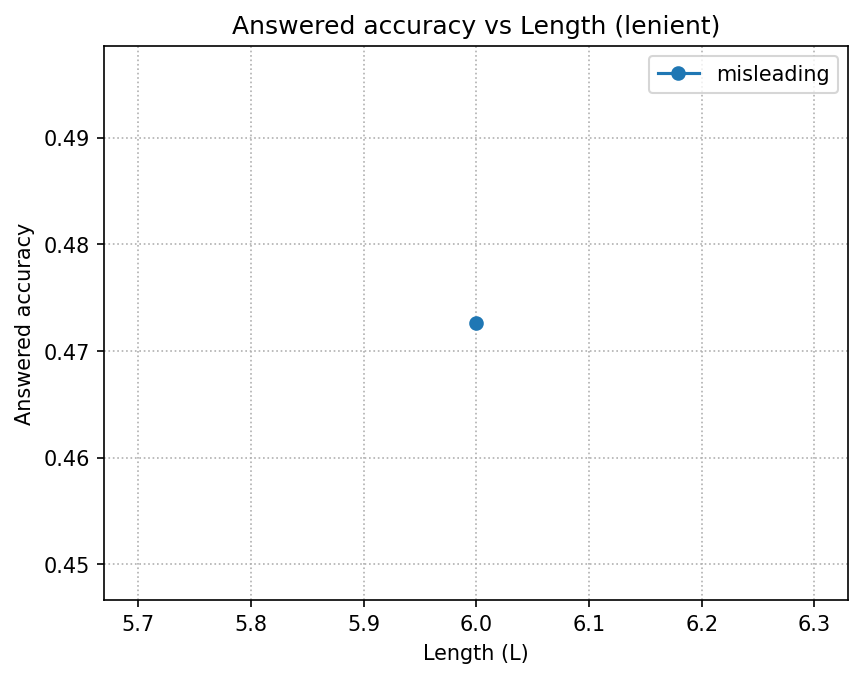 Answered accuracy vs Length (lenient)
misleading
0.49
0.48
0.47
0.46
0.45
Answered accuracy
5.7 5.8 5.9 6.0 6.1 6.2 6.3
Length (L)